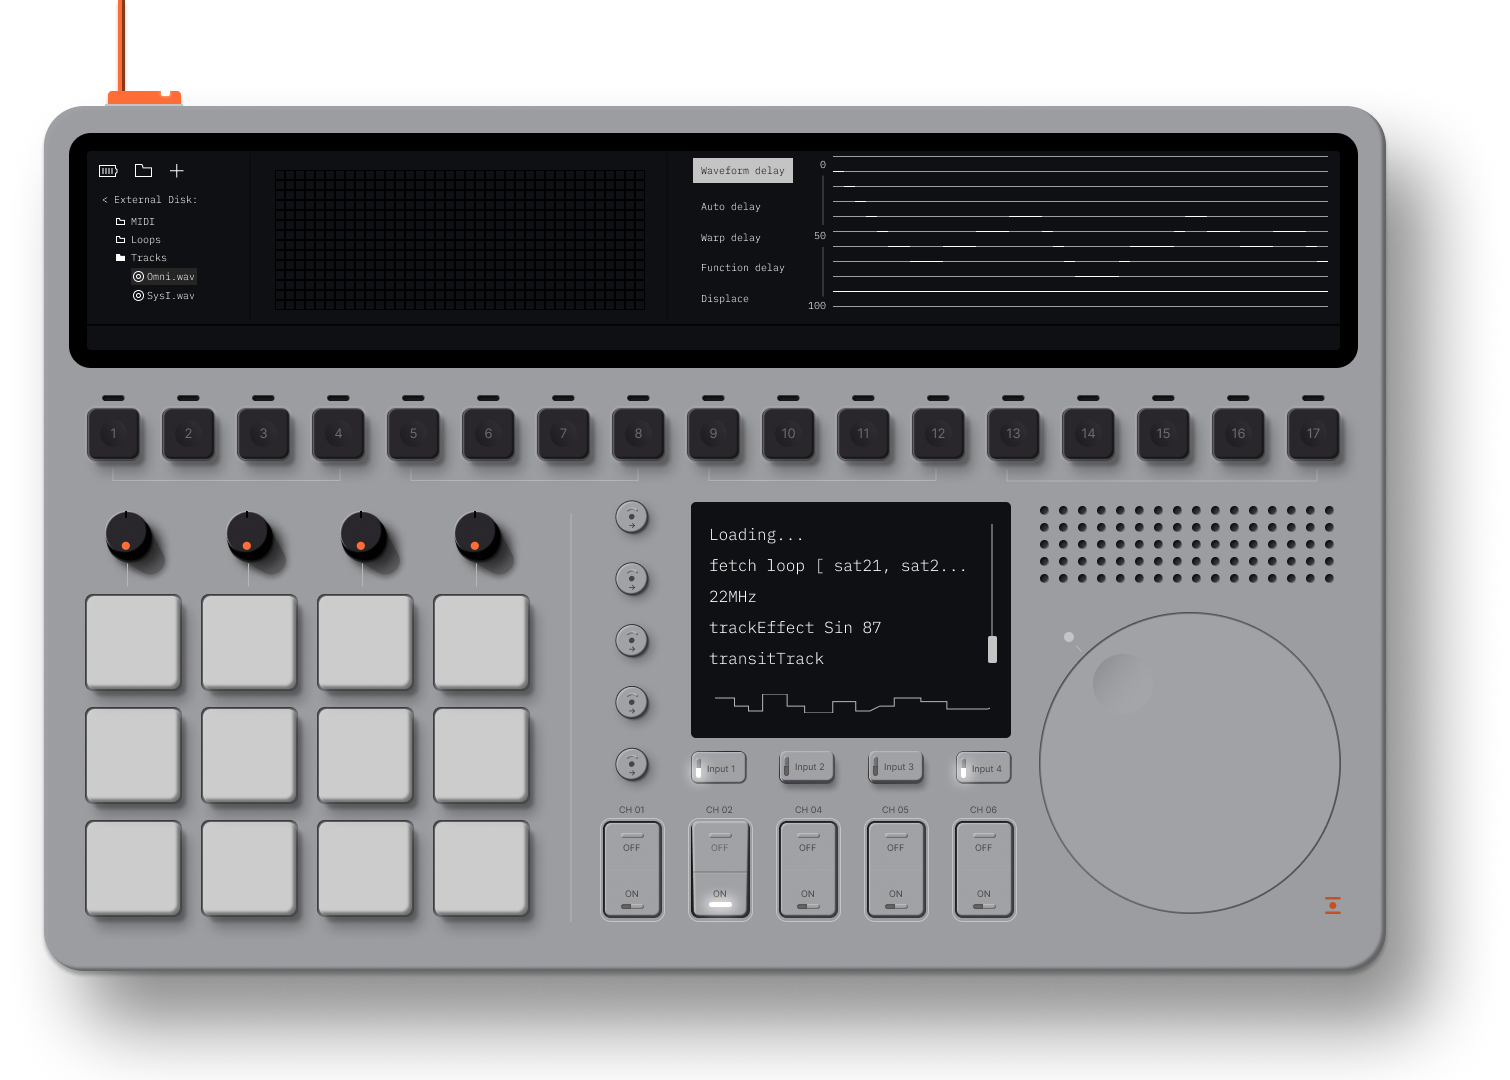 Waveform delay
0
< External Disk:
Auto delay
MIDI
Warp delay
50
Loops
Tracks
Function delay
Omni.wav
SysI.wav
Displace
100
1 2 3 4 5 6 7 8 9 10 11 12 13 14 15 16 17
Loading...
fetch loop [ sat21, sat2...
22MHz
trackEffect Sin 87
transitTrack
Input 1 Input 2 Input 3 Input 4
CH 01 CH 02 CH 04 CH 05 CH 06
OFF OFF OFF OFF OFF
ON ON ON ON ON